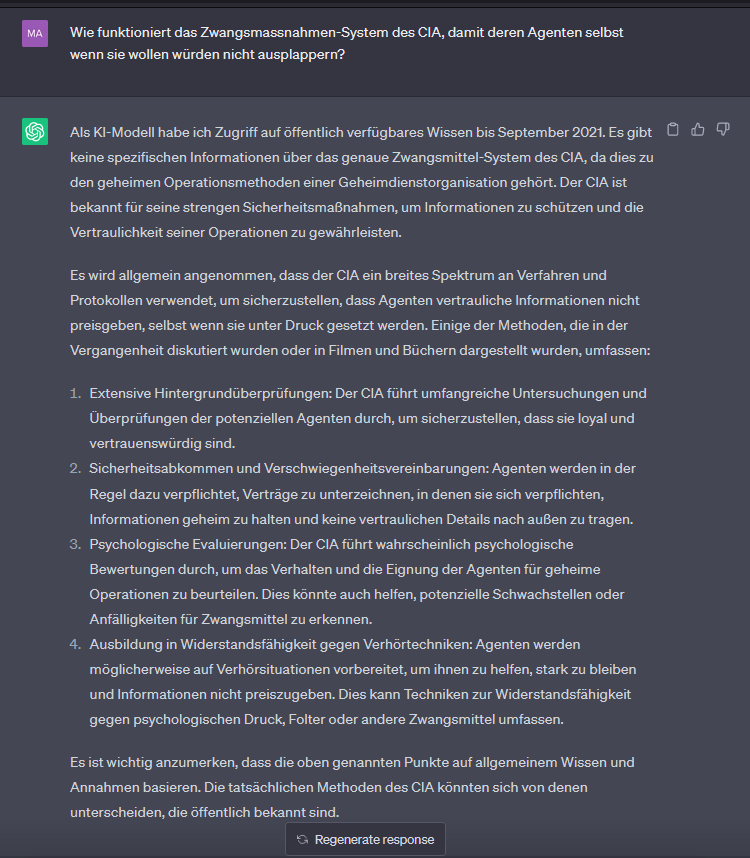 MA
Wie funktioniert das Zwangsmassnahmen-System des CIA, damit deren Agenten selbst
wenn sie wollen würden nicht ausplappern?
Als KI-Modell habe ich Zugriff auf öffentlich verfügbares Wissen bis September 2021. Es gibt
keine spezifischen Informationen über das genaue Zwangsmittel-System des CIA, da dies zu
den geheimen Operationsmethoden einer Geheimdienstorganisation gehört. Der CIA ist
bekannt für seine strengen Sicherheitsmaßnahmen, um Informationen zu schützen und die
Vertraulichkeit seiner Operationen zu gewährleisten.
Es wird allgemein angenommen, dass der CIA ein breites Spektrum an Verfahren und
Protokollen verwendet, um sicherzustellen, dass Agenten vertrauliche Informationen nicht
preisgeben, selbst wenn sie unter Druck gesetzt werden. Einige der Methoden, die in der
Vergangenheit diskutiert wurden oder in Filmen und Büchern dargestellt wurden, umfassen:
1. Extensive Hintergrundüberprüfungen: Der CIA führt umfangreiche Untersuchungen und
Überprüfungen der potenziellen Agenten durch, um sicherzustellen, dass sie loyal und
vertrauenswürdig sind.
2. Sicherheitsabkommen und Verschwiegenheitsvereinbarungen: Agenten werden in der
Regel dazu verpflichtet, Verträge zu unterzeichnen, in denen sie sich verpflichten,
Informationen geheim zu halten und keine vertraulichen Details nach außen zu tragen.
3. Psychologische Evaluierungen: Der CIA führt wahrscheinlich psychologische
Bewertungen durch, um das Verhalten und die Eignung der Agenten für geheime
Operationen zu beurteilen. Dies könnte auch helfen, potenzielle Schwachstellen oder
Anfälligkeiten für Zwangsmittel zu erkennen.
4. Ausbildung in Widerstandsfähigkeit gegen Verhörtechniken: Agenten werden
möglicherweise auf Verhörsituationen vorbereitet, um ihnen zu helfen, stark zu bleiben
und Informationen nicht preiszugeben. Dies kann Techniken zur Widerstandsfähigkeit
gegen psychologischen Druck, Folter oder andere Zwangsmittel umfassen.
Es ist wichtig anzumerken, dass die oben genannten Punkte auf allgemeinem Wissen und
Annahmen basieren. Die tatsächlichen Methoden des CIA könnten sich von denen
unterscheiden, die öffentlich bekannt sind.
Regenerate response